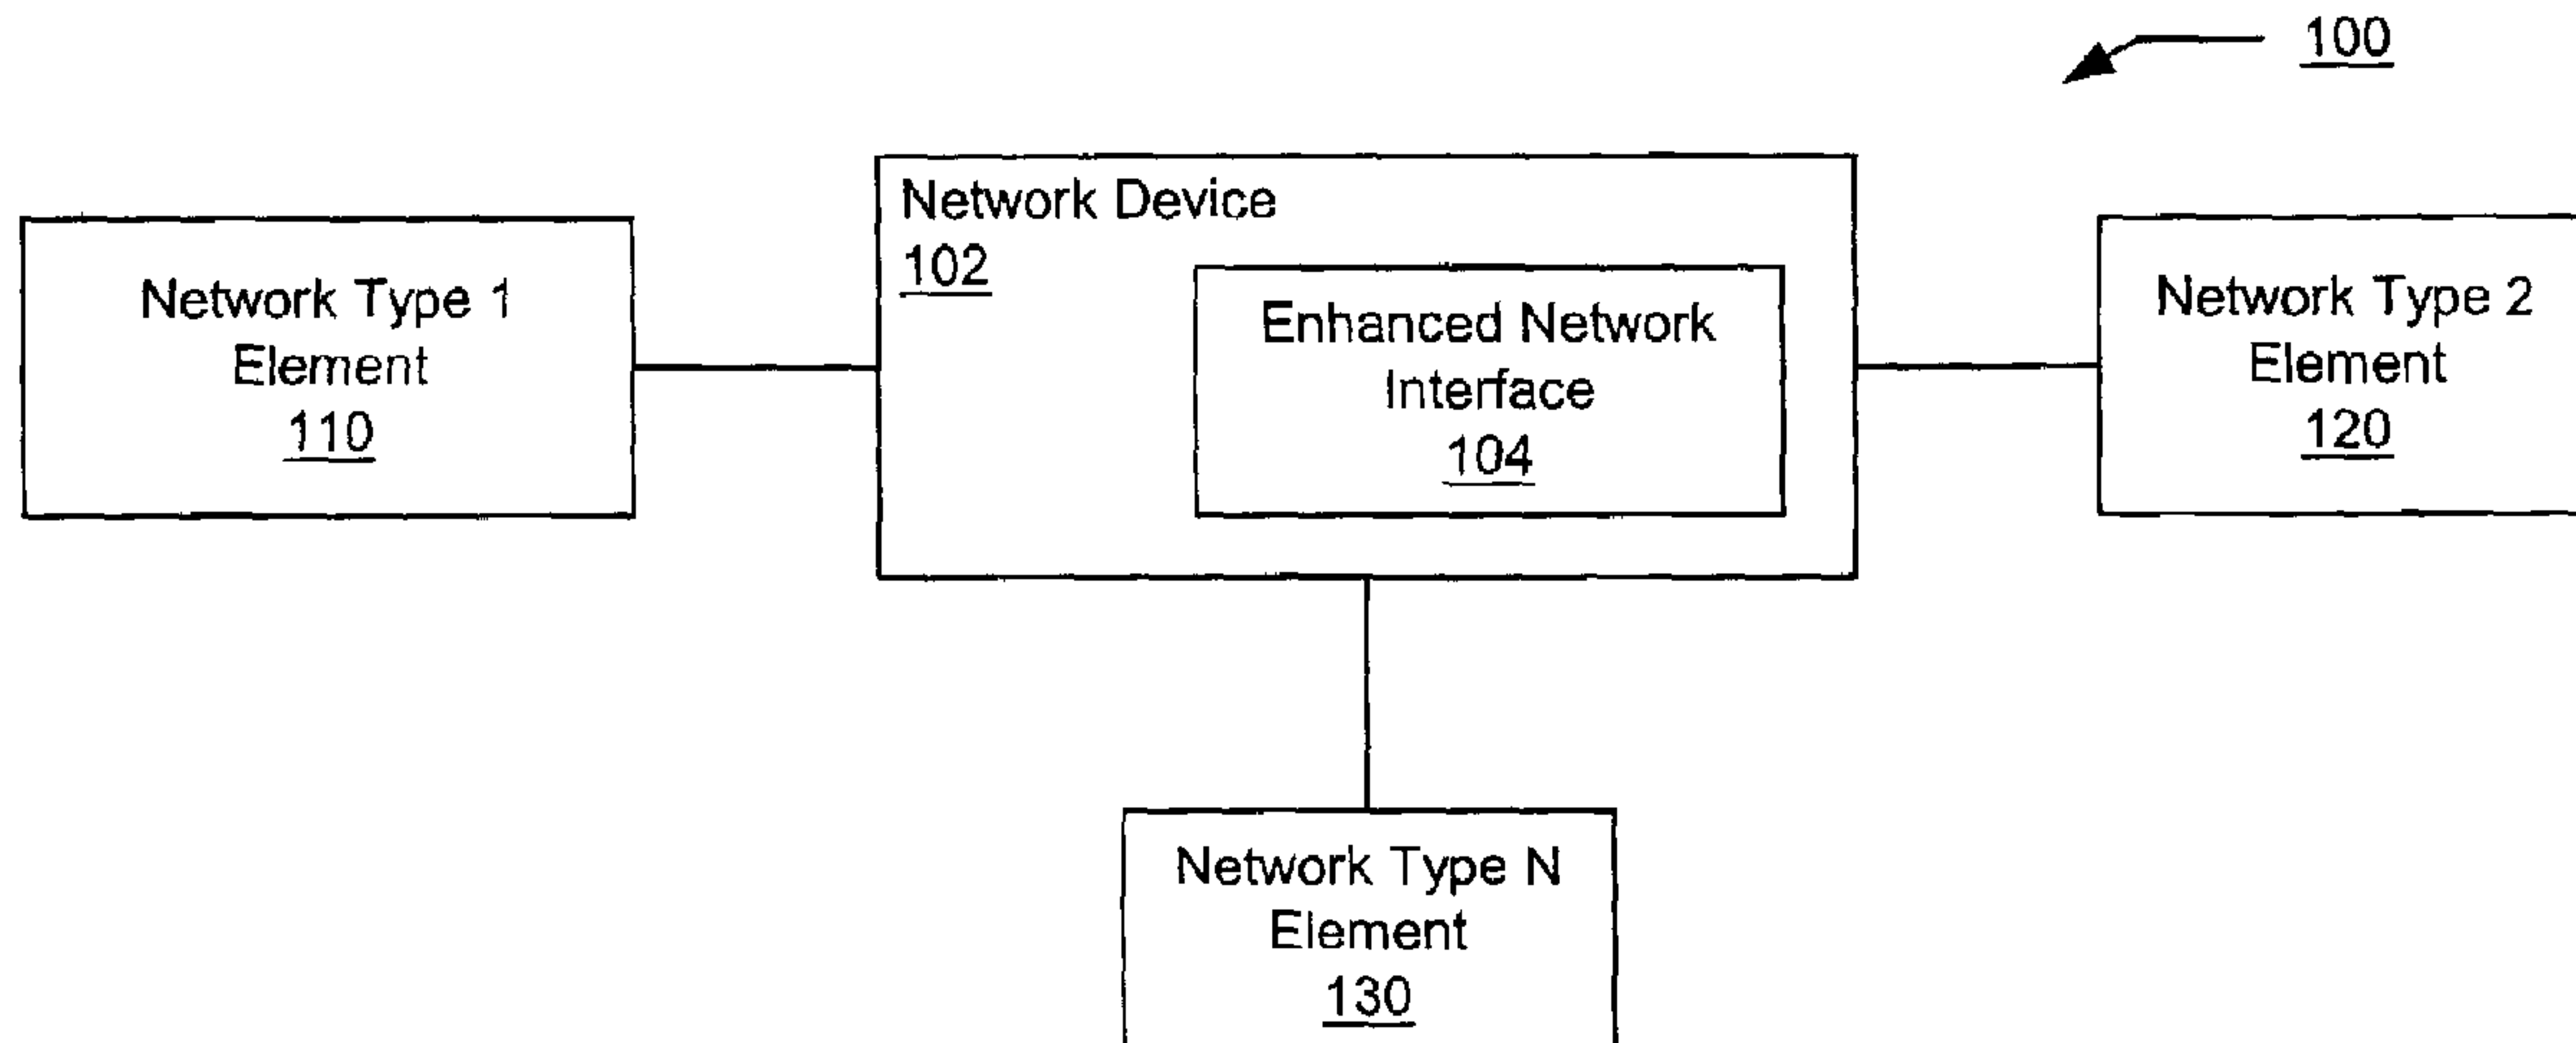 100
Network Device
102
Network Type 1
Element
110
Enhanced Network
Interface
104
Network Type 2
Element
120
Network Type N
Element
130